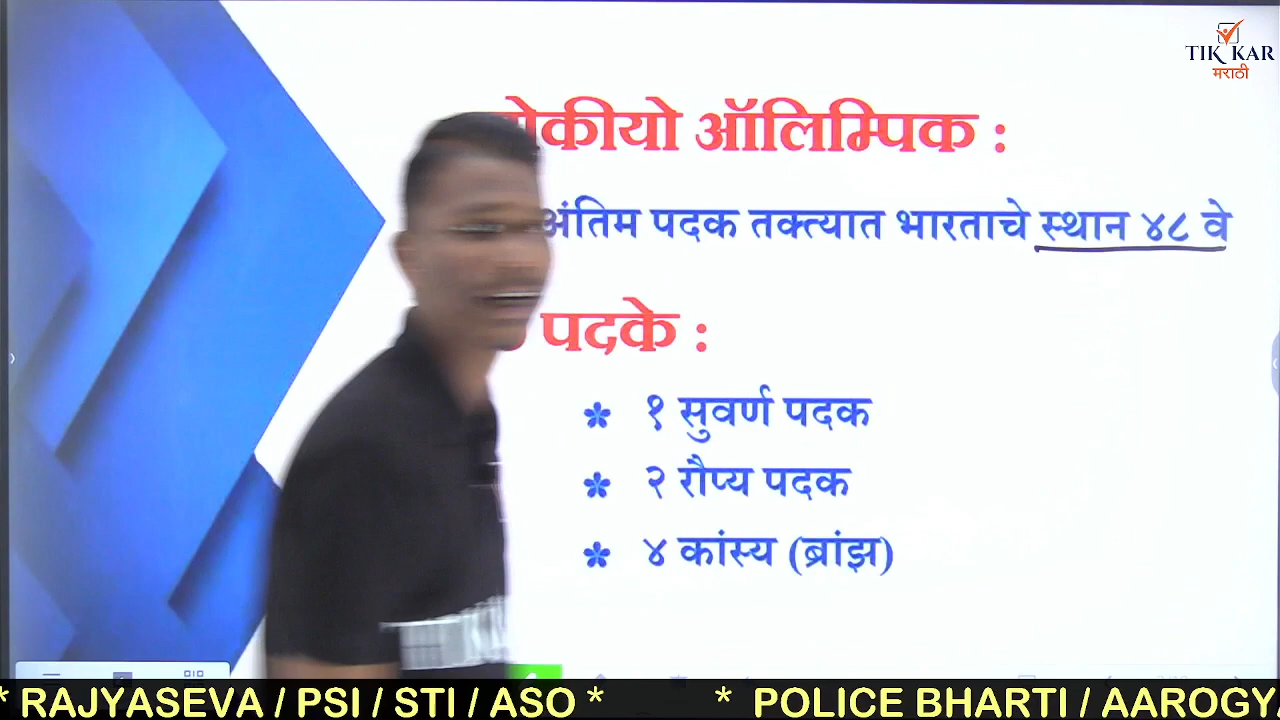 TIK KAR
मराठी
ऑलिम्पिक :
अंतिम पदक तक्त्यात भारताचे स्थान ४८ वे
पदके :
१ सुवर्ण पदक
२ रौप्य पदक
४ कांस्य (ब्रांझ)
* RAJYASEVA / PSI / STI / ASO * * POLICE BHARTI /